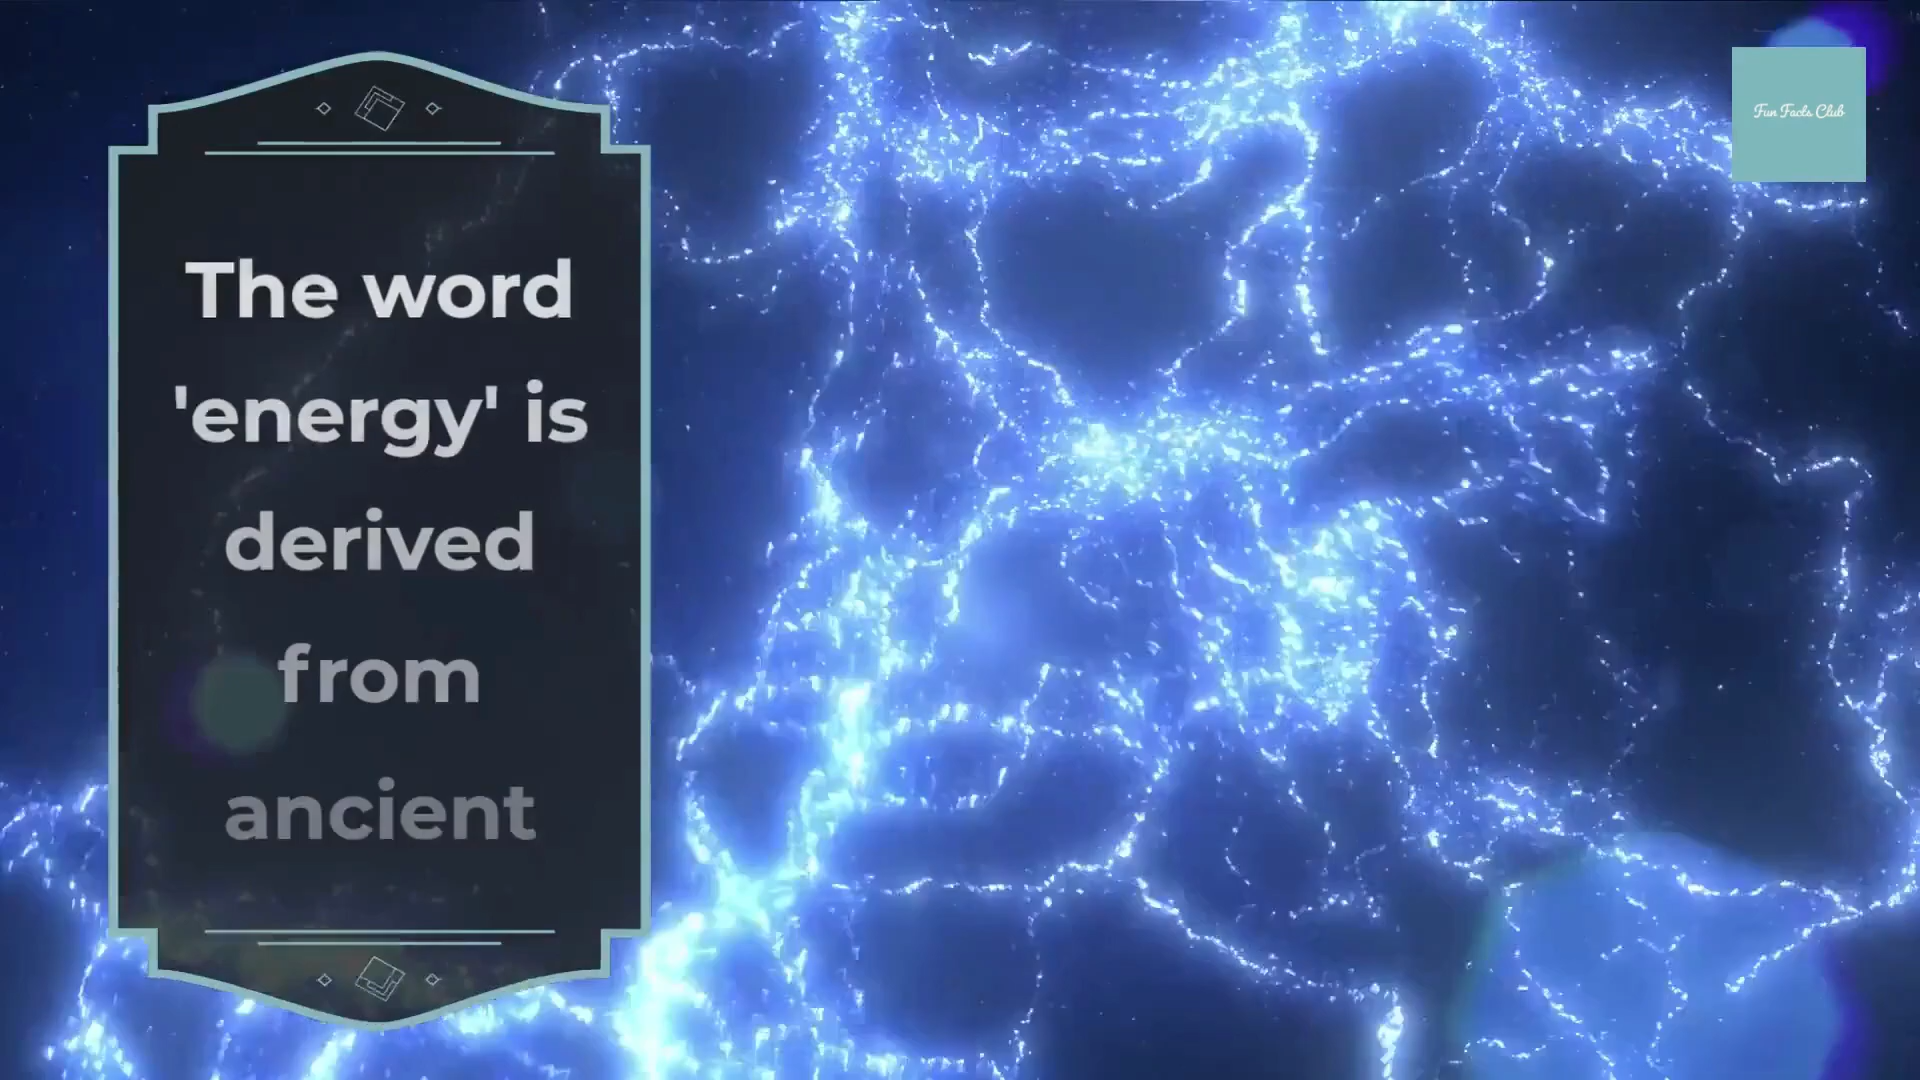 The word
'energy' is
derived
from
ancient
Fun Facts Club